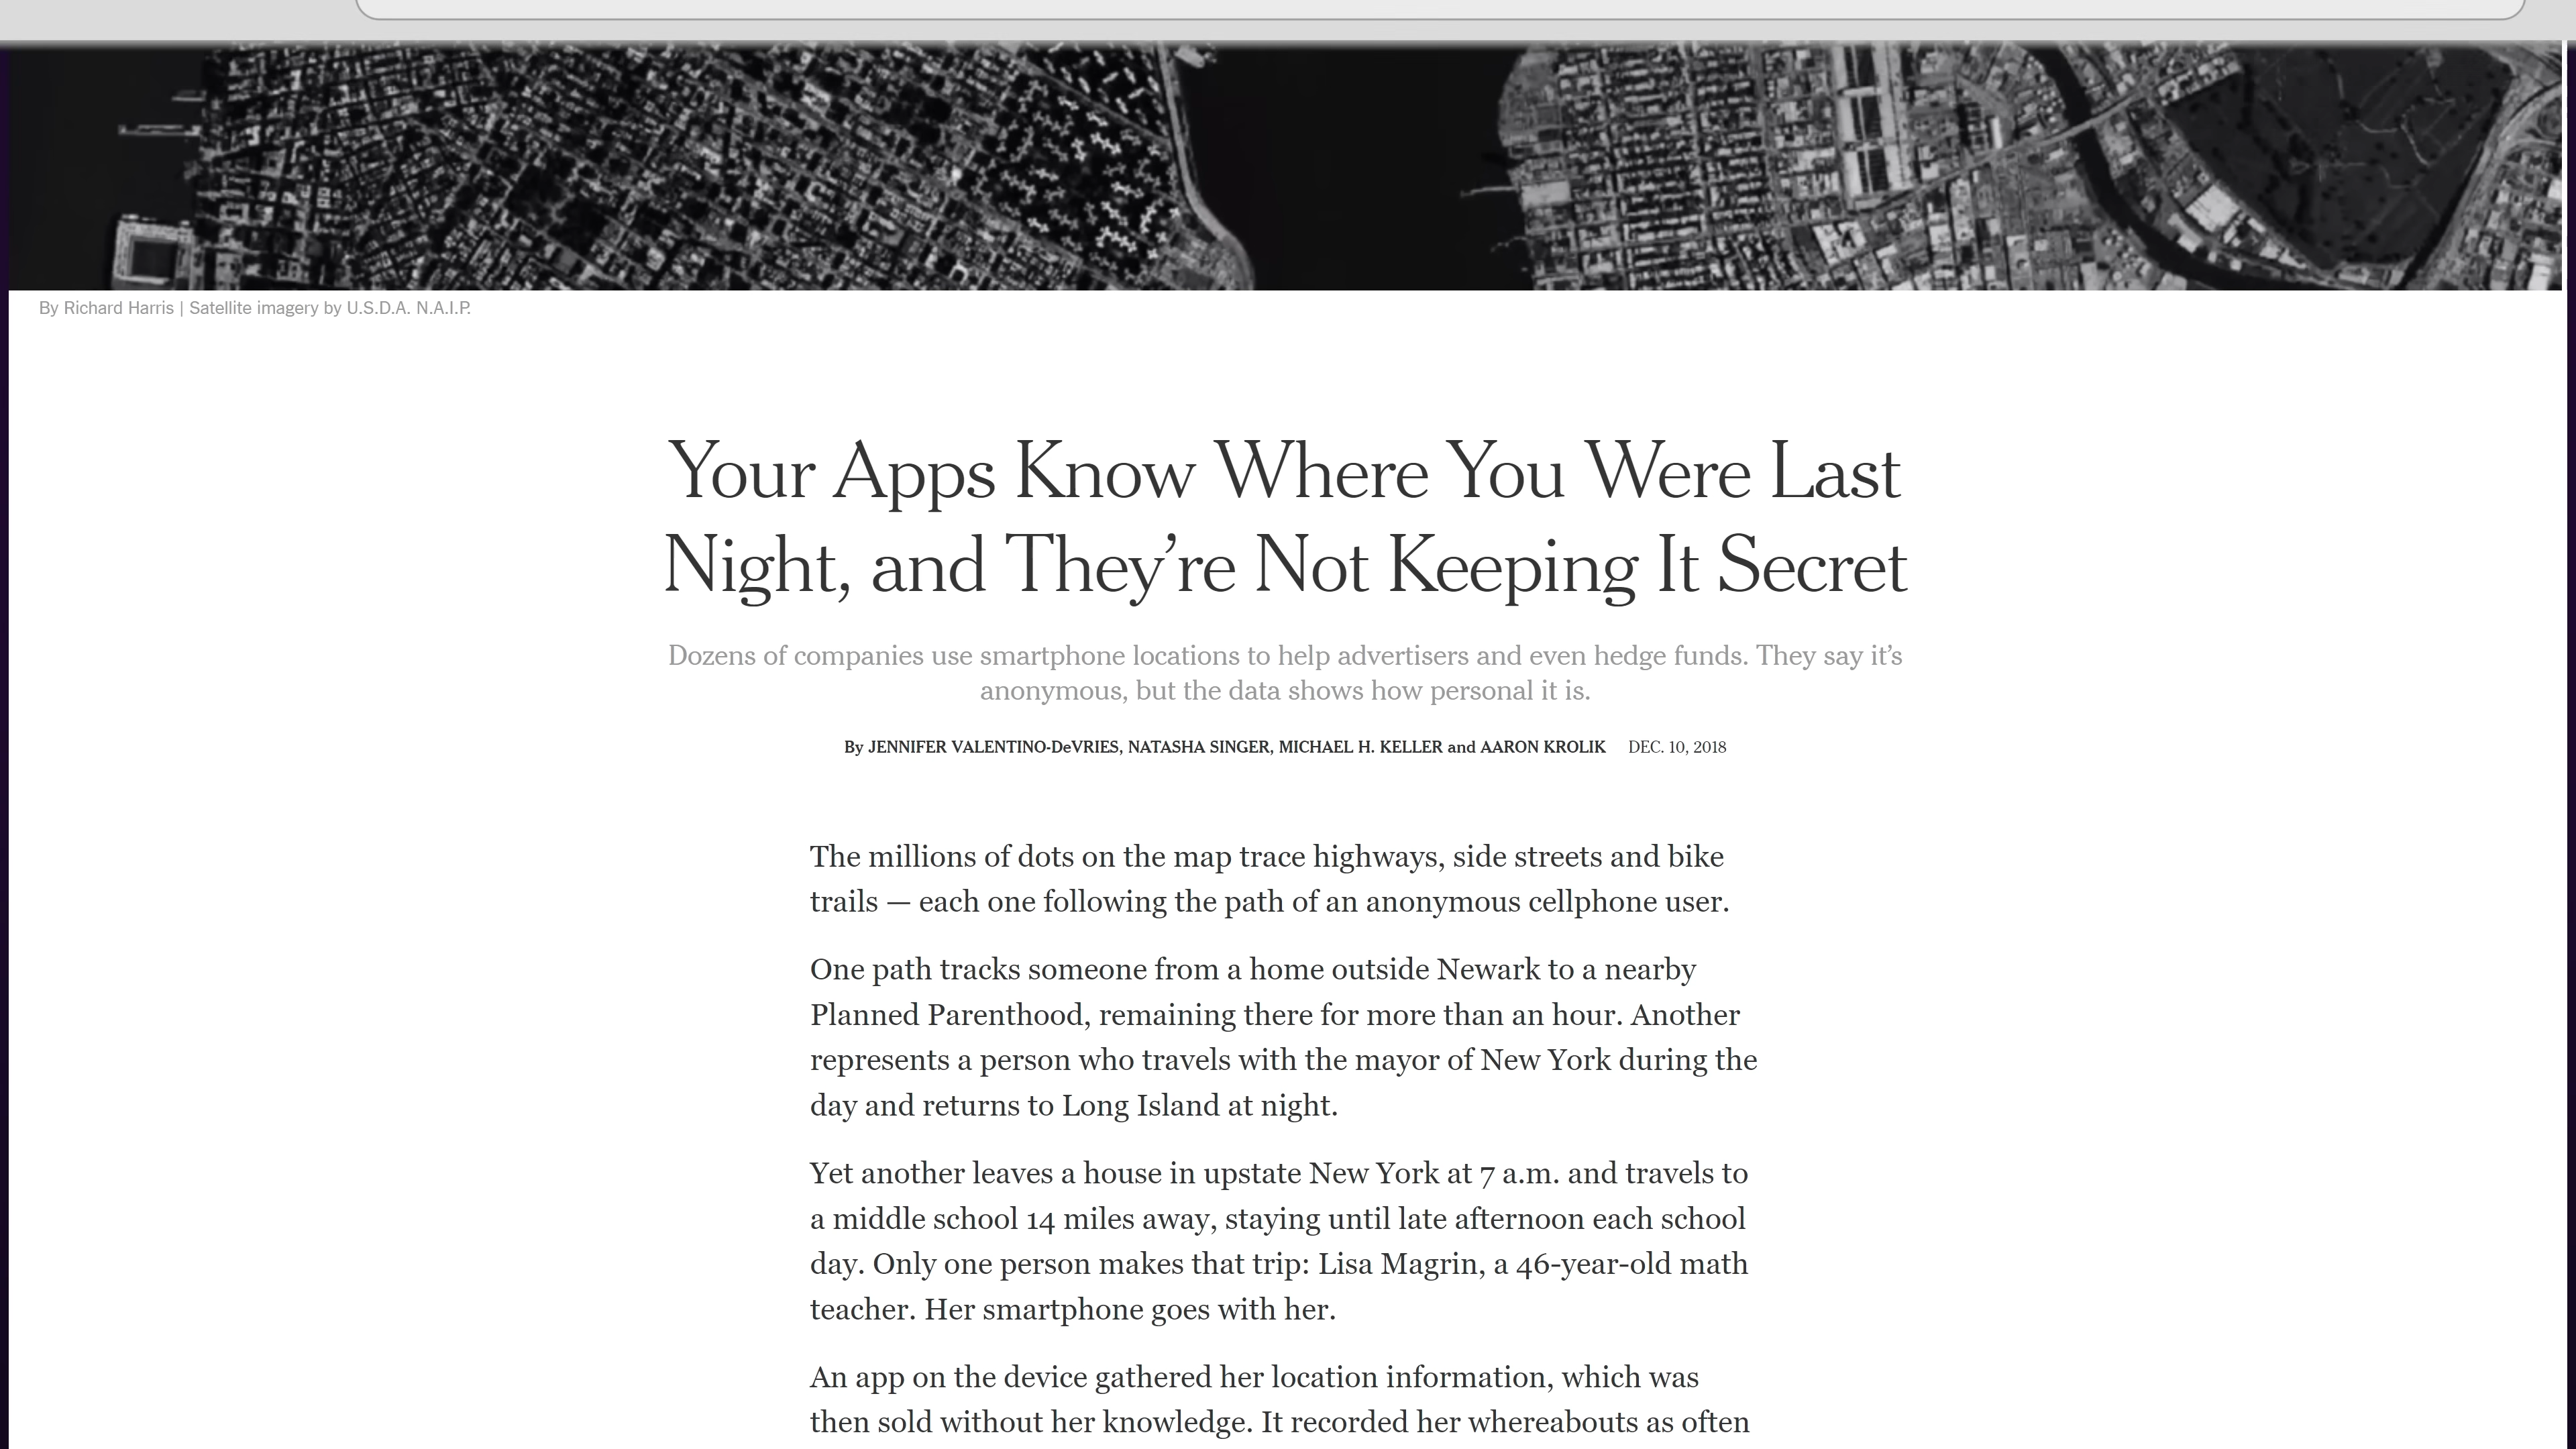 By Richard Harris | Satellite imagery by U.S.D.A. N.A.I.P.
Your Apps Know Where You Were Last
Night, and They’re Not Keeping It Secret
Dozens of companies use smartphone locations to help advertisers and even hedge funds. They say it’s
anonymous, but the data shows how personal it is.
By JENNIFER VALENTINO-DeVRIES, NATASHA SINGER, MICHAEL H. KELLER and AARON KROLIK DEC. 10, 2018
The millions of dots on the map trace highways, side streets and bike
trails — each one following the path of an anonymous cellphone user.
One path tracks someone from a home outside Newark to a nearby
Planned Parenthood, remaining there for more than an hour. Another
represents a person who travels with the mayor of New York during the
day and returns to Long Island at night.
Yet another leaves a house in upstate New York at 7 a.m. and travels to
a middle school 14 miles away, staying until late afternoon each school
day. Only one person makes that trip: Lisa Magrin, a 46-year-old math
teacher. Her smartphone goes with her.
An app on the device gathered her location information, which was
then sold without her knowledge. It recorded her whereabouts as often